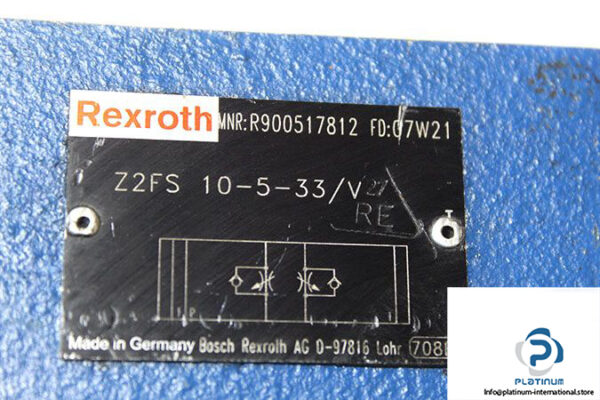 Rexroth MNR:R900517812 FD:07W21
Z2FS 10-5-33/V
RE
Made in Germany Bosch Rexroth AG D-97816 Lohr 708
PLATINUM
Info@platinum-international.store